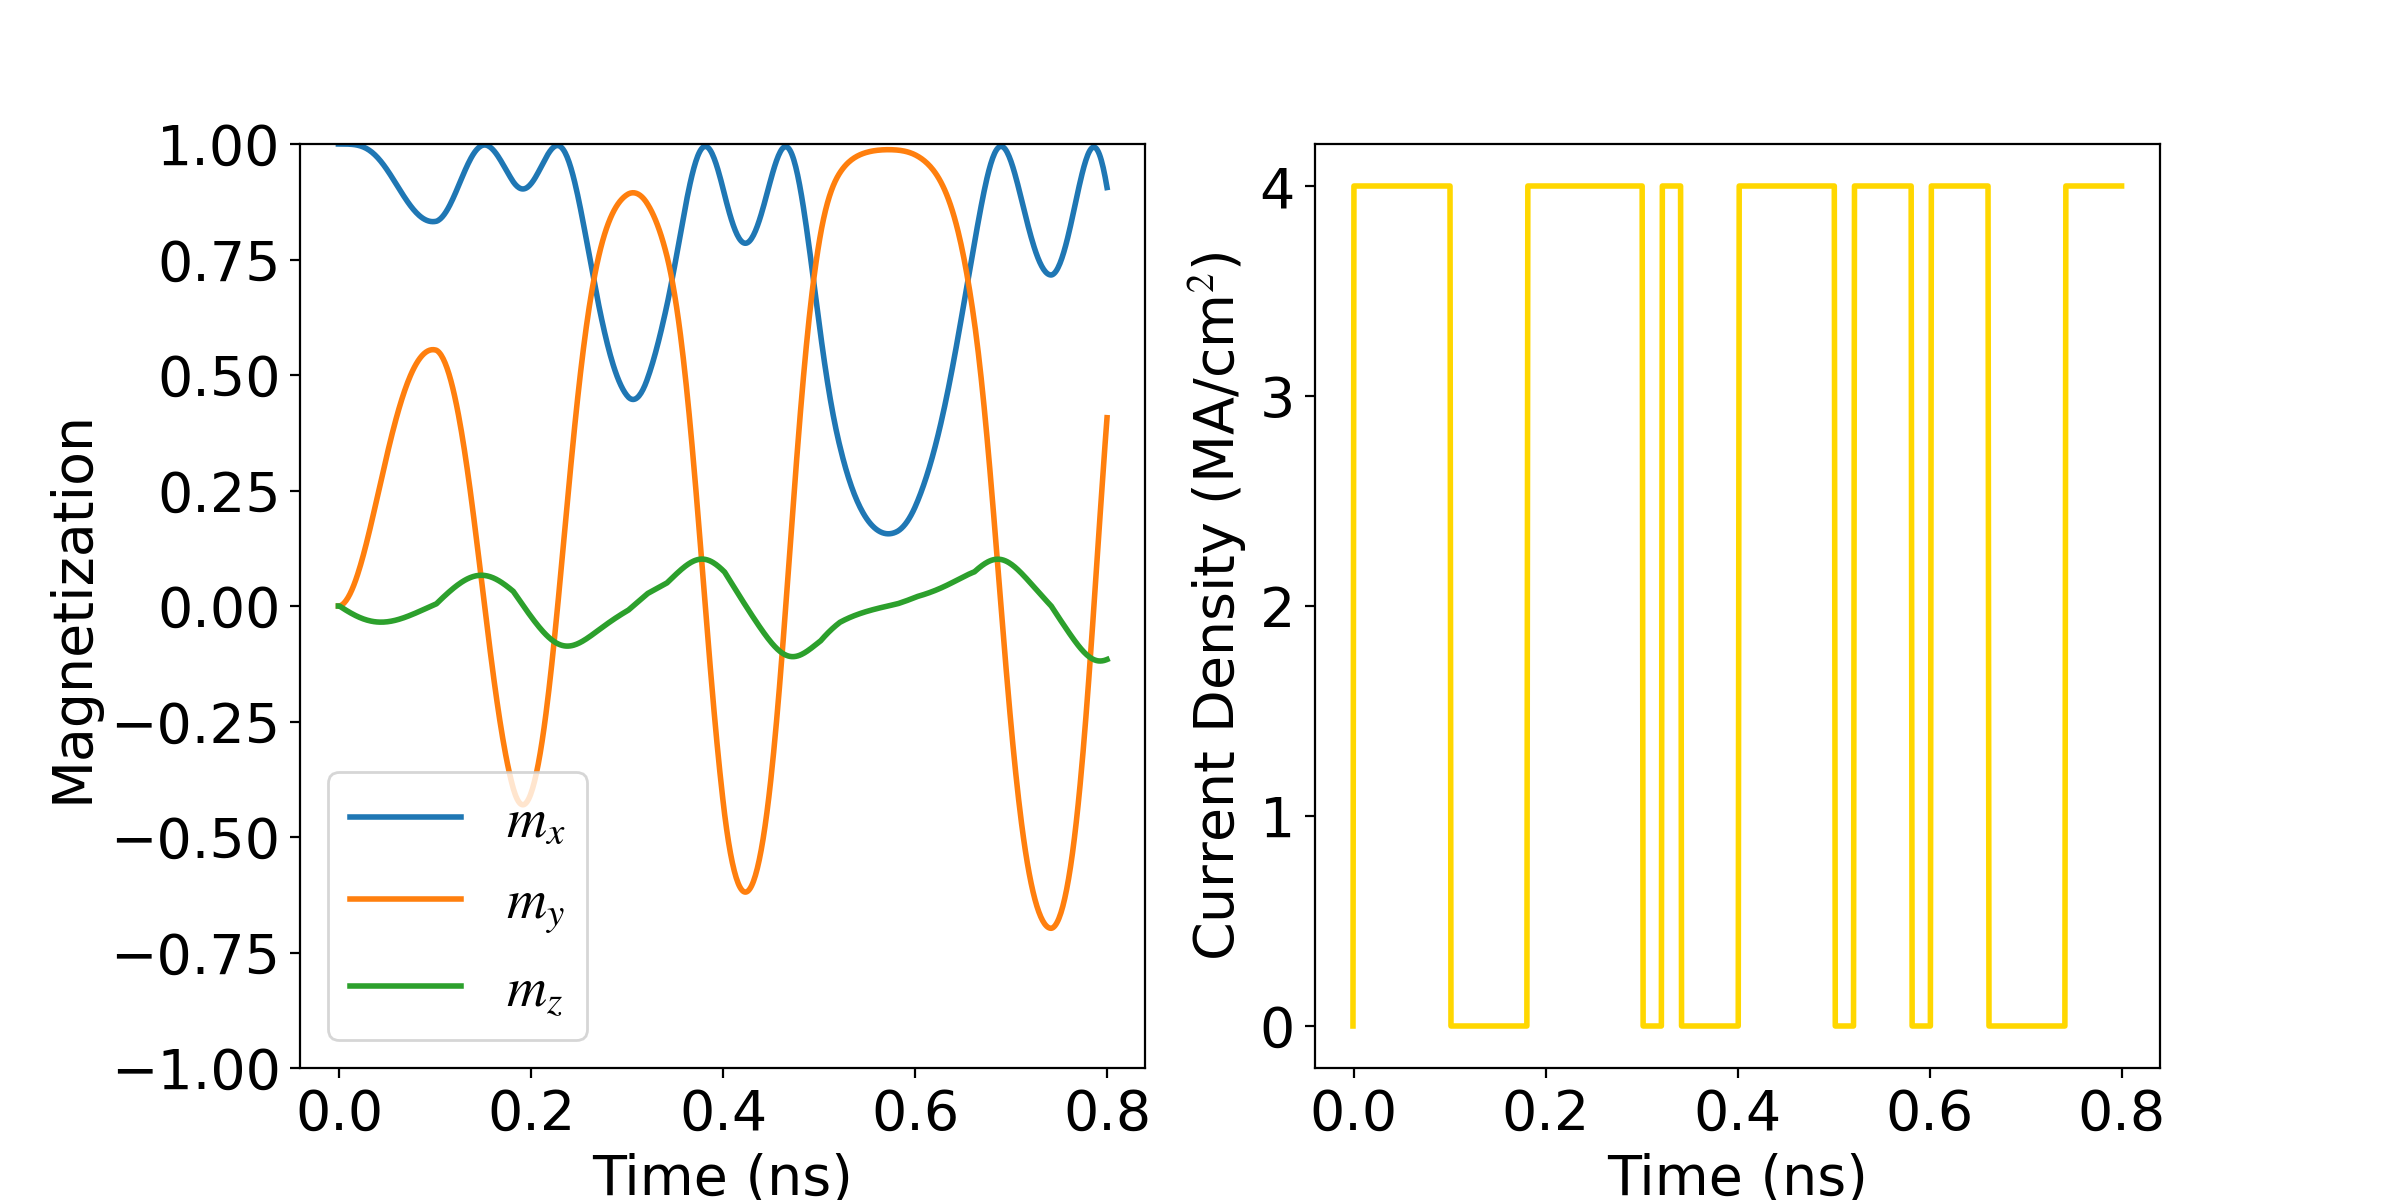 1.00
0.75
0.50
0.25
0.00
−0.25
−0.50
−0.75
−1.00
Magnetization
m_x
m_y
m_z
0.0 0.2 0.4 0.6 0.8
Time (ns)
4
3
2
1
0
Current Density (MA/cm²)
0.0 0.2 0.4 0.6 0.8
Time (ns)